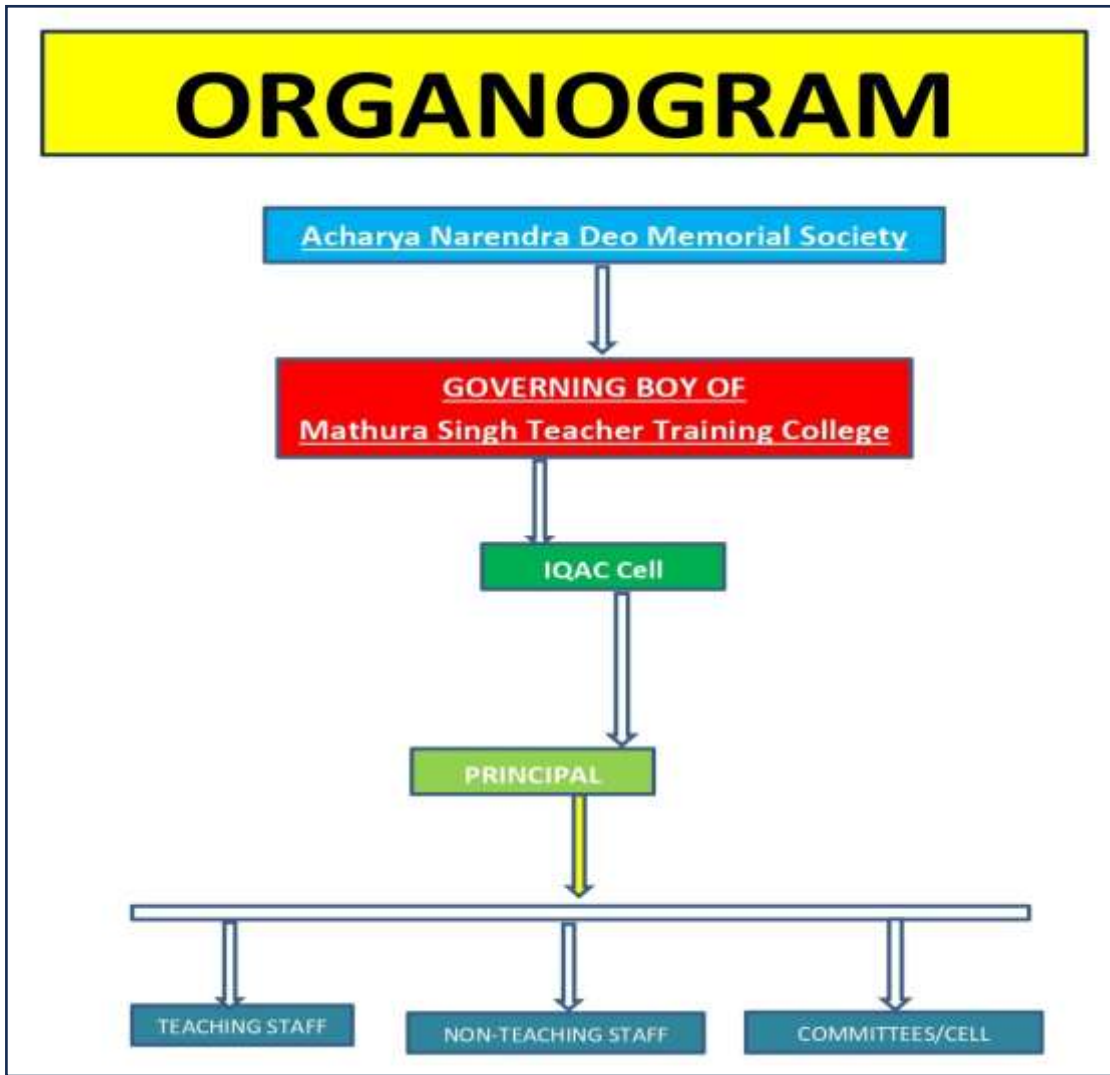 ORGANOGRAM
Acharya Narendra Deo Memorial Society
GOVERNING BOY OF
Mathura Singh Teacher Training College
IQAC Cell
PRINCIPAL
TEACHING STAFF
NON-TEACHING STAFF
COMMITTEES/CELL